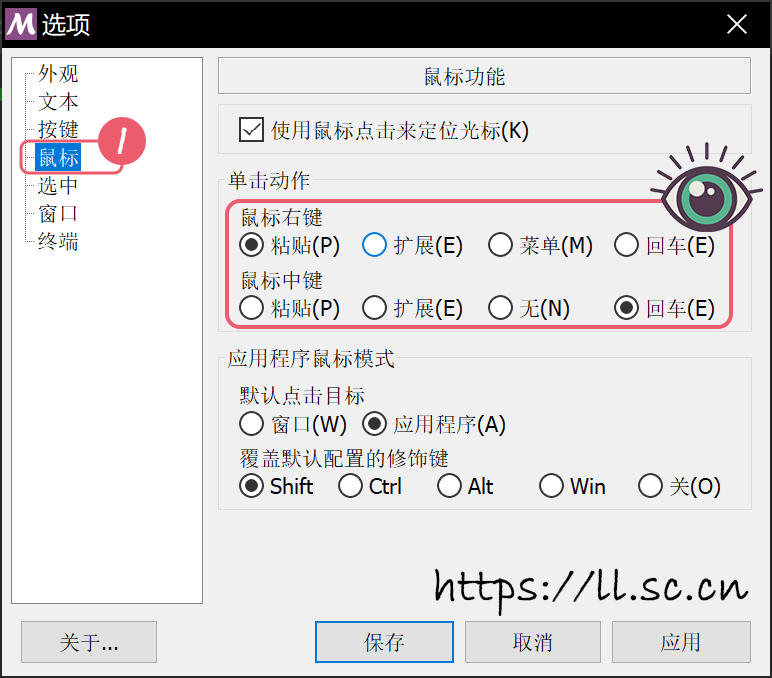 选项
外观
文本
按键
鼠标
选中
窗口
终端
1
鼠标功能
使用鼠标点击来定位光标(K)
单击动作
鼠标右键
粘贴(P) 扩展(E) 菜单(M) 回车(E)
鼠标中键
粘贴(P) 扩展(E) 无(N) 回车(E)
应用程序鼠标模式
默认点击目标
窗口(W) 应用程序(A)
覆盖默认配置的修饰键
Shift Ctrl Alt Win 关(O)
https://ll.sc.cn
关于... 保存 取消 应用